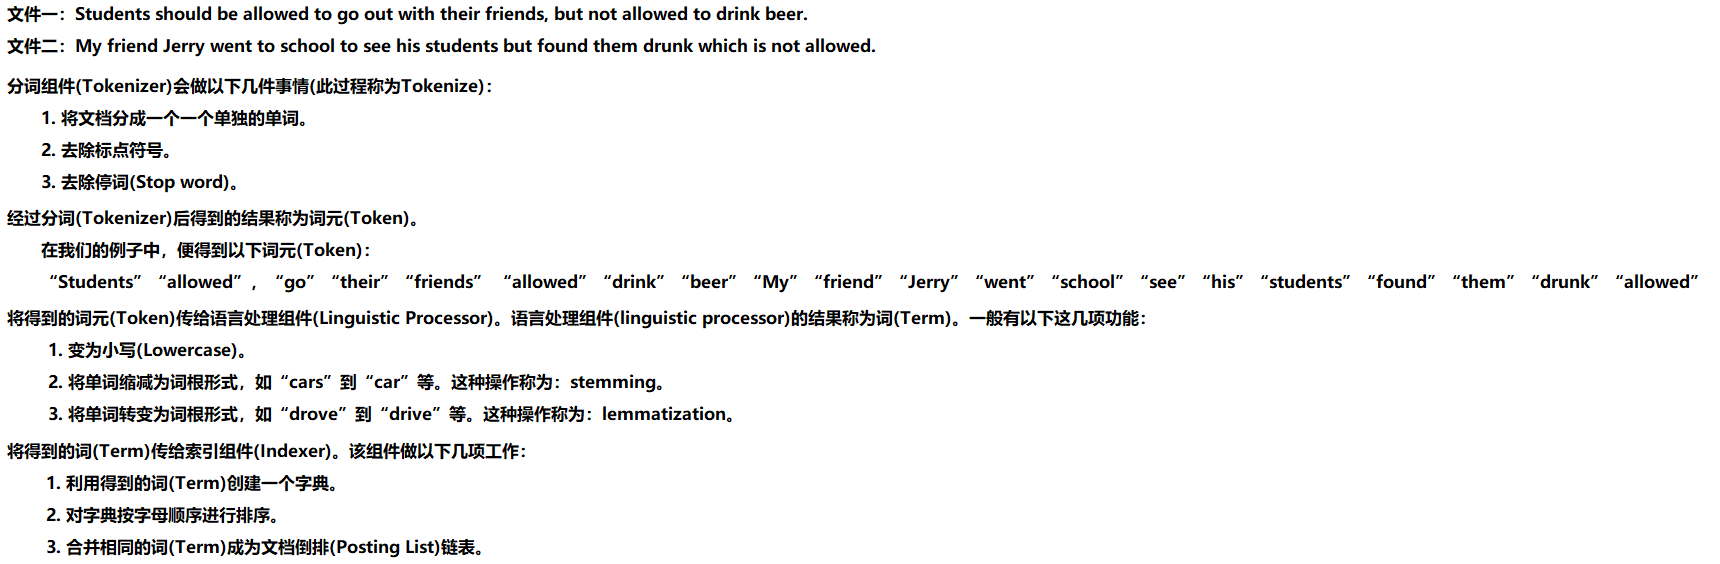 文件一：Students should be allowed to go out with their friends, but not allowed to drink beer.
文件二：My friend Jerry went to school to see his students but found them drunk which is not allowed.
分词组件(Tokenizer)会做以下几件事情(此过程称为Tokenize)：
1. 将文档分成一个一个单独的单词。
2. 去除标点符号。
3. 去除停词(Stop word)。
经过分词(Tokenizer)后得到的结果称为词元(Token)。
在我们的例子中，便得到以下词元(Token)：
“Students”“allowed”，“go”“their”“friends” “allowed”“drink”“beer”“My”“friend”“Jerry”“went”“school”“see”“his”“students”“found”“them”“drunk”“allowed”
将得到的词元(Token)传给语言处理组件(Linguistic Processor)。语言处理组件(linguistic processor)的结果称为词(Term)。一般有以下这几项功能：
1. 变为小写(Lowercase)。
2. 将单词缩减为词根形式，如“cars”到“car”等。这种操作称为：stemming。
3. 将单词转变为词根形式，如“drove”到“drive”等。这种操作称为：lemmatization。
将得到的词(Term)传给索引组件(Indexer)。该组件做以下几项工作：
1. 利用得到的词(Term)创建一个字典。
2. 对字典按字母顺序进行排序。
3. 合并相同的词(Term)成为文档倒排(Posting List)链表。